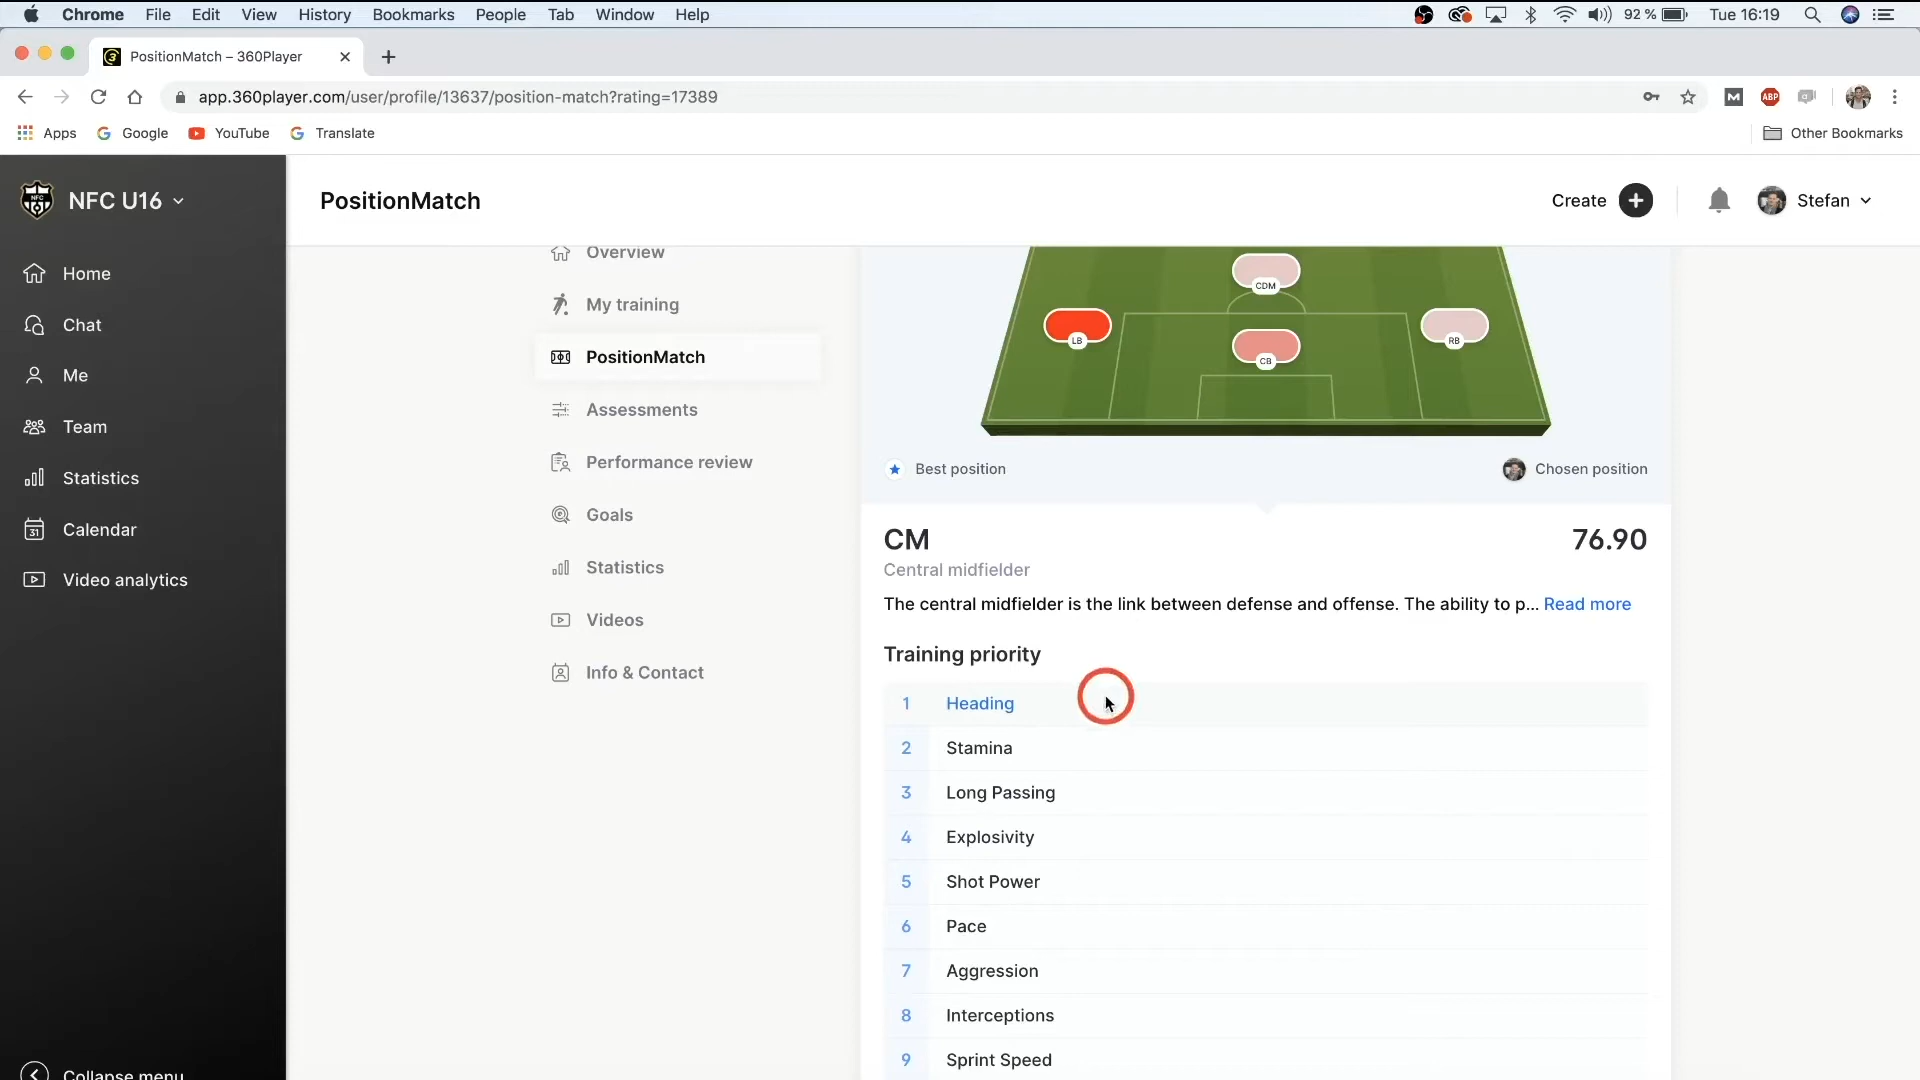 Chrome File Edit View History Bookmarks People Tab Window Help 92 % Tue 16:19
PositionMatch – 360Player
app.360player.com/user/profile/13637/position-match?rating=17389
M ABP
Apps Google YouTube Translate Other Bookmarks
NFC
NFC U16
PositionMatch
Create
Stefan
Home
Chat
Me
Team
Statistics
31
Calendar
Video analytics
Collapse menu
Overview
My training
PositionMatch
Assessments
Performance review
Goals
Statistics
Videos
Info & Contact
CDM
LB
RB
CB
Best position
Chosen position
CM
76.90
Central midfielder
The central midfielder is the link between defense and offense. The ability to p... Read more
Training priority
1 Heading
2 Stamina
3 Long Passing
4 Explosivity
5 Shot Power
6 Pace
7 Aggression
8 Interceptions
9 Sprint Speed